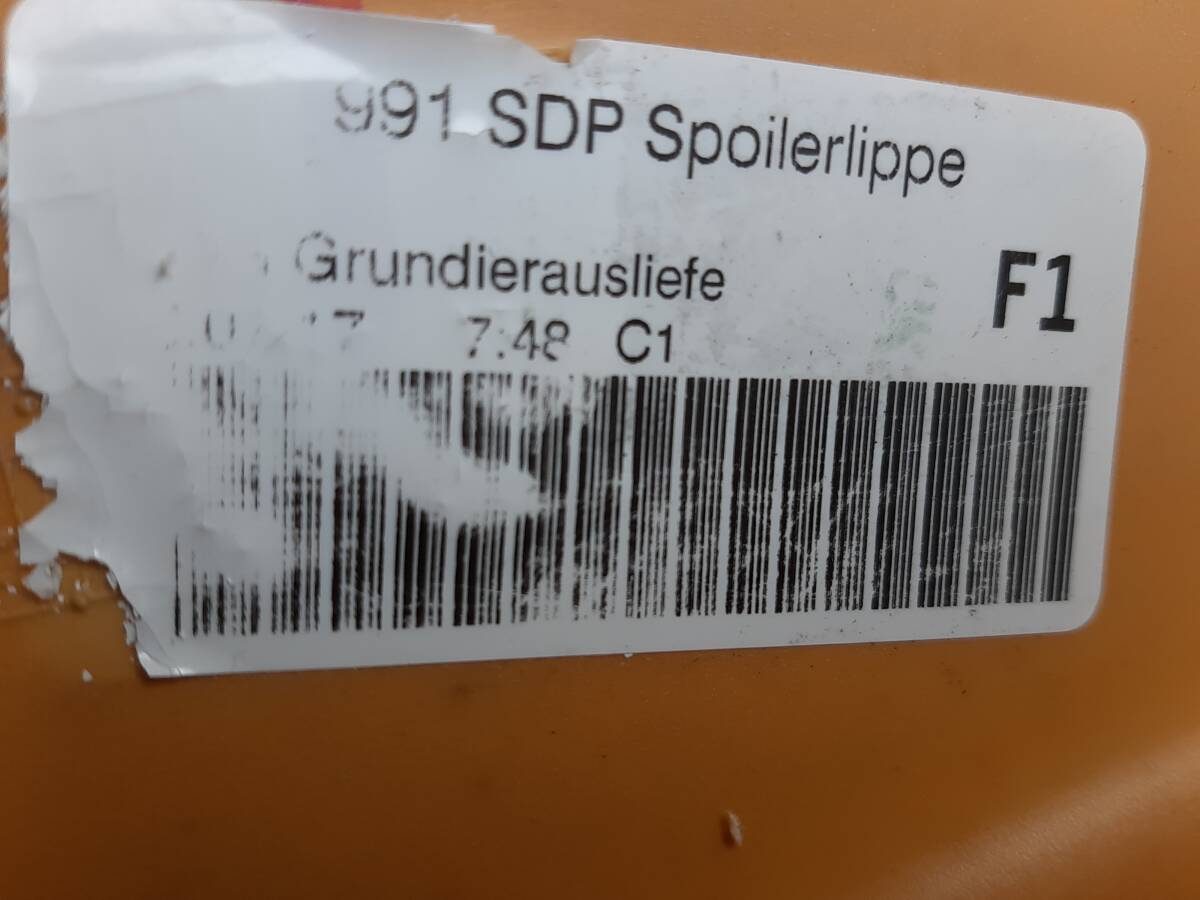 991 SDP Spoilerlippe
Grundierausliefe
F1
7:48 C1